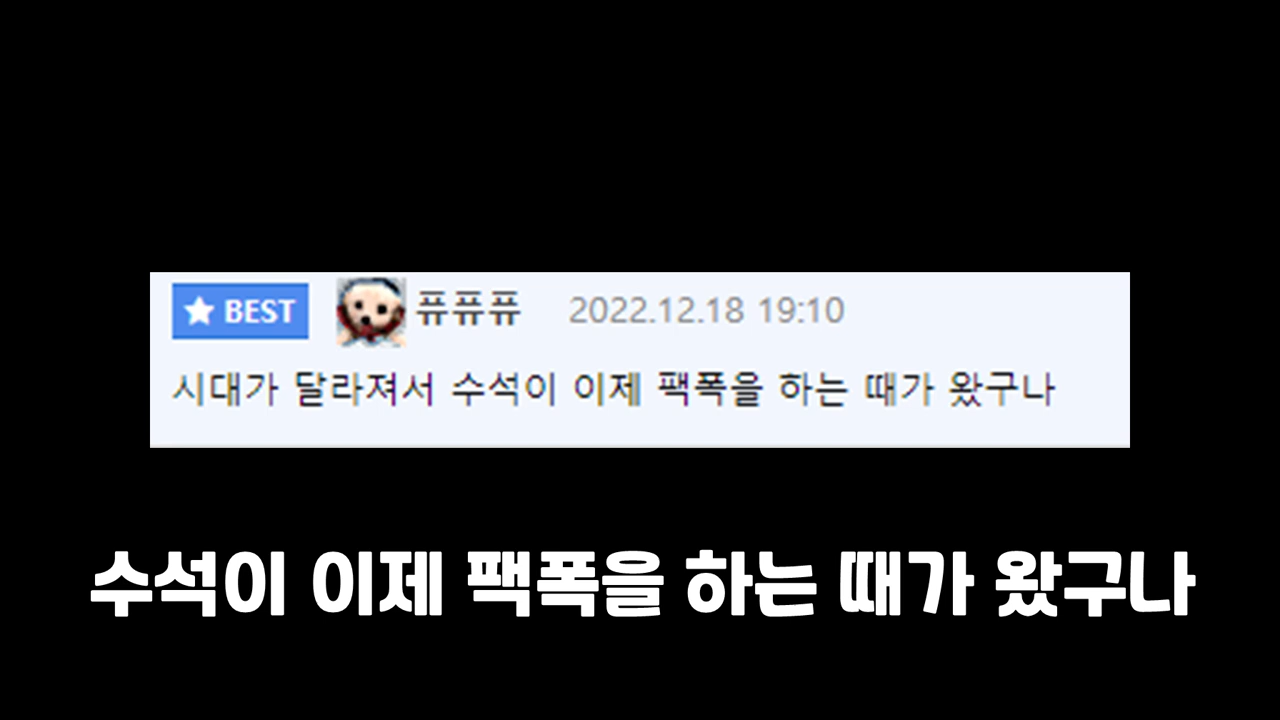 ★ BEST 퓨퓨퓨 2022.12.18 19:10
시대가 달라져서 수석이 이제 팩폭을 하는 때가 왔구나
수석이 이제 팩폭을 하는 때가 왔구나